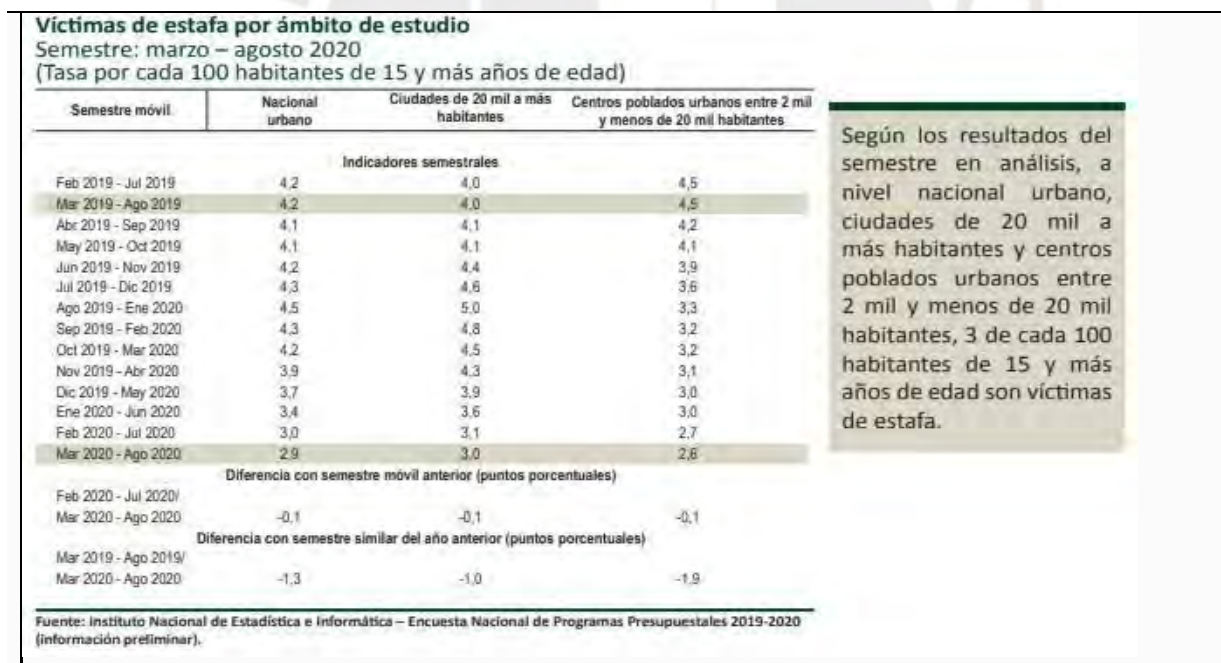 Víctimas de estafa por ámbito de estudio
Semestre: marzo – agosto 2020
(Tasa por cada 100 habitantes de 15 y más años de edad)
Semestre móvil Nacional urbano Ciudades de 20 mil a más habitantes Centros poblados urbanos entre 2 mil y menos de 20 mil habitantes
Indicadores semestrales
Feb 2019 - Jul 2019 4,2 4,0 4,5
Mar 2019 - Ago 2019 4,2 4,0 4,5
Abr 2019 - Sep 2019 4,1 4,1 4,2
May 2019 - Oct 2019 4,1 4,1 4,1
Jun 2019 - Nov 2019 4,2 4,4 3,9
Jul 2019 - Dic 2019 4,3 4,6 3,6
Ago 2019 - Ene 2020 4,5 5,0 3,3
Sep 2019 - Feb 2020 4,3 4,8 3,2
Oct 2019 - Mar 2020 4,2 4,5 3,2
Nov 2019 - Abr 2020 3,9 4,3 3,1
Dic 2019 - May 2020 3,7 3,9 3,0
Ene 2020 - Jun 2020 3,4 3,6 3,0
Feb 2020 - Jul 2020 3,0 3,1 2,7
Mar 2020 - Ago 2020 2,9 3,0 2,6
Diferencia con semestre móvil anterior (puntos porcentuales)
Feb 2020 - Jul 2020/
Mar 2020 - Ago 2020 -0,1 -0,1 -0,1
Diferencia con semestre similar del año anterior (puntos porcentuales)
Mar 2019 - Ago 2019/
Mar 2020 - Ago 2020 -1,3 -1,0 -1,9
Fuente: Instituto Nacional de Estadística e Informática – Encuesta Nacional de Programas Presupuestales 2019-2020
(información preliminar).
Según los resultados del
semestre en análisis, a
nivel nacional urbano,
ciudades de 20 mil a
más habitantes y centros
poblados urbanos entre
2 mil y menos de 20 mil
habitantes, 3 de cada 100
habitantes de 15 y más
años de edad son víctimas
de estafa.